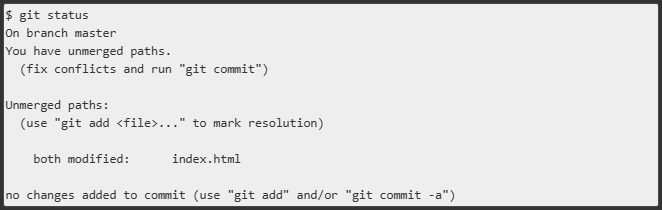 $ git status
On branch master
You have unmerged paths.
  (fix conflicts and run "git commit")

Unmerged paths:
  (use "git add <file>..." to mark resolution)

    both modified:      index.html

no changes added to commit (use "git add" and/or "git commit -a")